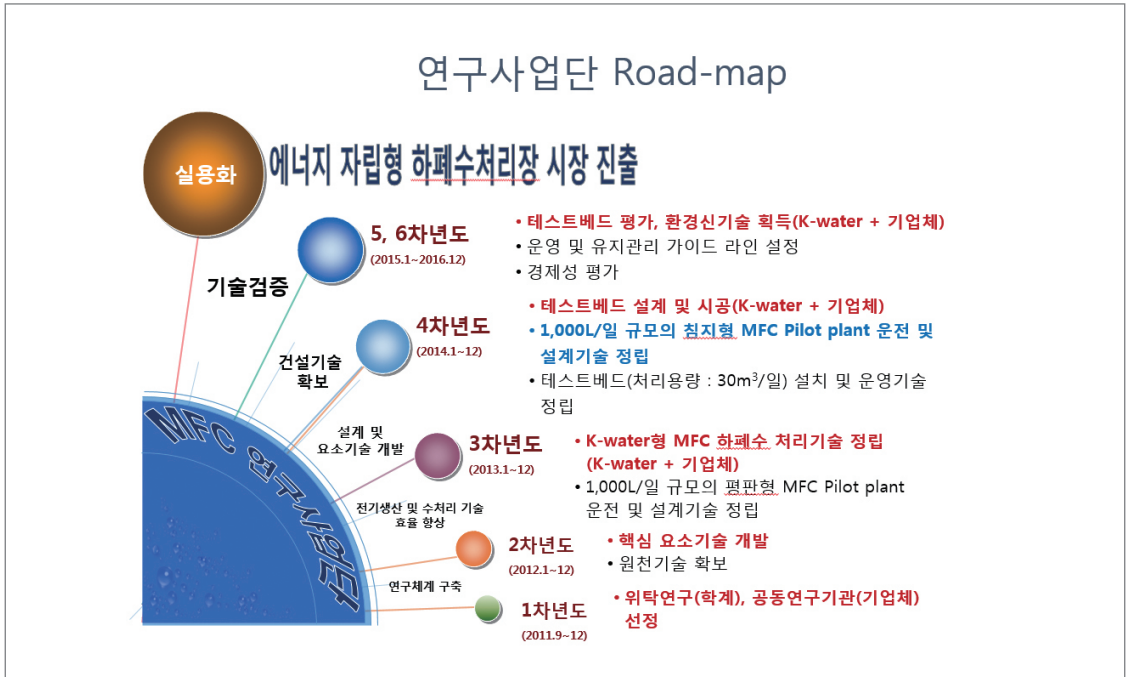 연구사업단 Road-map
실용화
에너지 자립형 하폐수처리장 시장 진출
5, 6차년도
(2015.1~2016.12)
• 테스트베드 평가, 환경신기술 획득(K-water + 기업체)
• 운영 및 유지관리 가이드 라인 설정
• 경제성 평가
기술검증
4차년도
(2014.1~12)
• 테스트베드 설계 및 시공(K-water + 기업체)
• 1,000L/일 규모의 침지형 MFC Pilot plant 운전 및
설계기술 정립
• 테스트베드(처리용량 : 30m³/일) 설치 및 운영기술
정립
건설기술
확보
3차년도
(2013.1~12)
• K-water형 MFC 하폐수 처리기술 정립
(K-water + 기업체)
• 1,000L/일 규모의 평판형 MFC Pilot plant
운전 및 설계기술 정립
설계 및
요소기술 개발
전기생산 및 수처리 기술
효율 향상
2차년도
(2012.1~12)
• 핵심 요소기술 개발
• 원천기술 확보
연구체계 구축
1차년도
(2011.9~12)
• 위탁연구(학계), 공동연구기관(기업체)
선정
MFC 연구사업단